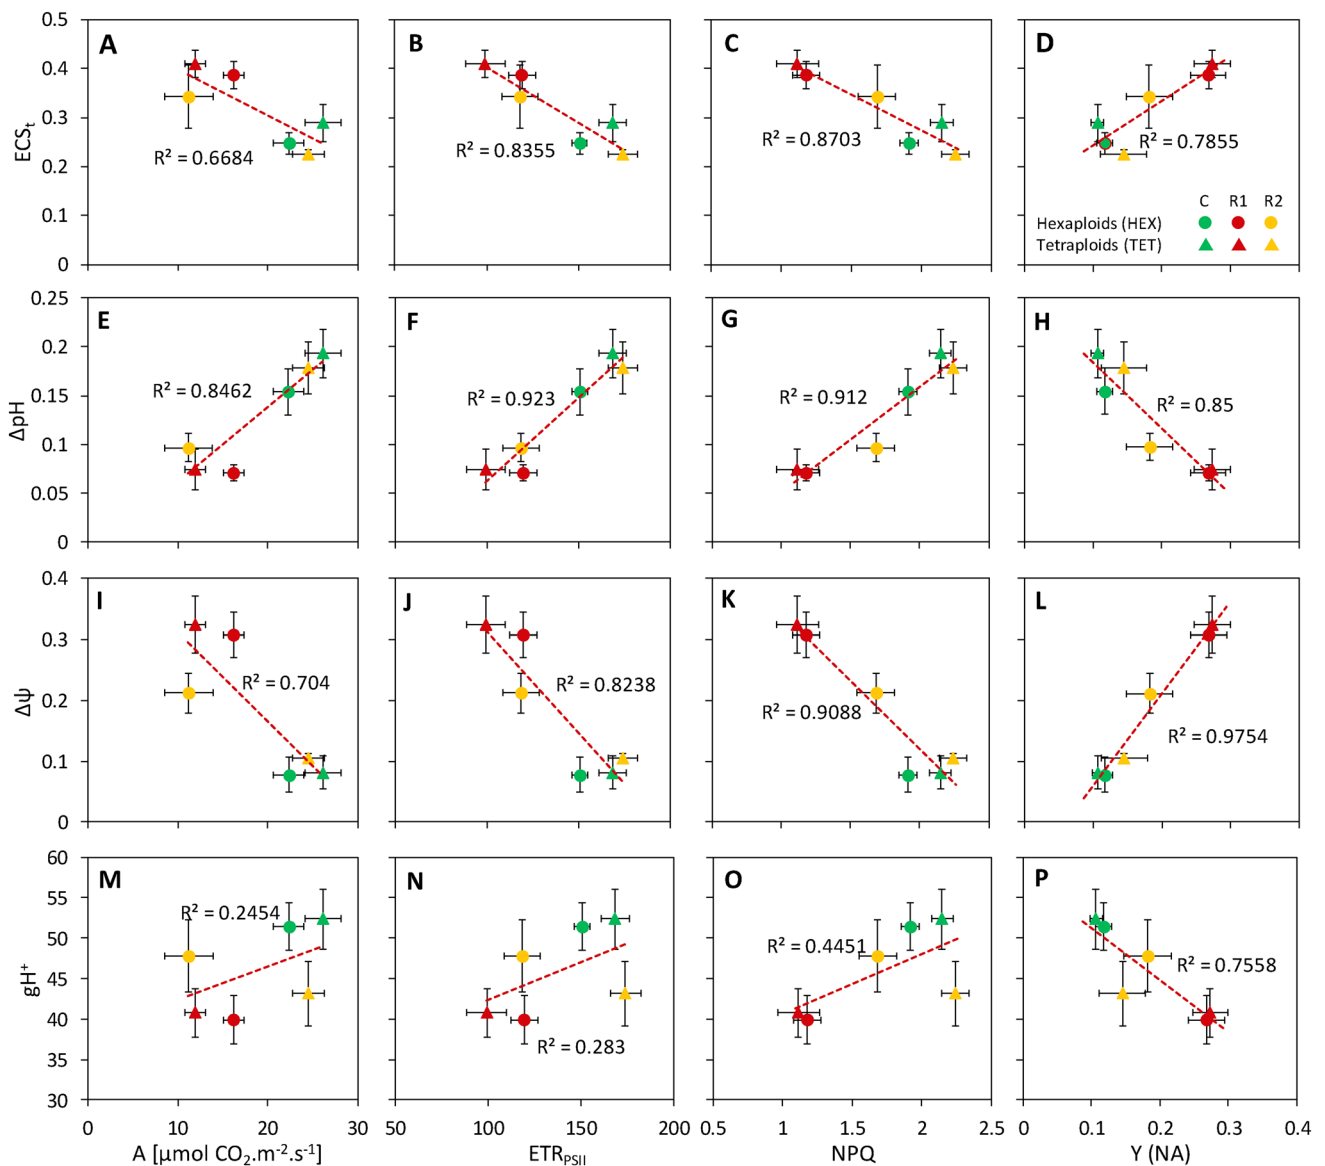 0.5
0.4
0.3
0.2
0.1
0
ECSt
A
R² = 0.6684
B
R² = 0.8355
C
R² = 0.8703
D
R² = 0.7855
C R1 R2
Hexaploids (HEX)
Tetraploids (TET)
0.25
0.2
0.15
0.1
0.05
0
ΔpH
E
R² = 0.8462
F
R² = 0.923
G
R² = 0.912
H
R² = 0.85
0.4
0.3
0.2
0.1
0
Δψ
I
R² = 0.704
J
R² = 0.8238
K
R² = 0.9088
L
R² = 0.9754
60
55
50
45
40
35
30
gH⁺
M
R² = 0.2454
N
R² = 0.283
O
R² = 0.4451
P
R² = 0.7558
0 10 20 30
50 100 150 200
0.5 1 1.5 2 2.5
0 0.1 0.2 0.3 0.4
A [µmol CO₂.m⁻².s⁻¹]
ETRPSII
NPQ
Y (NA)